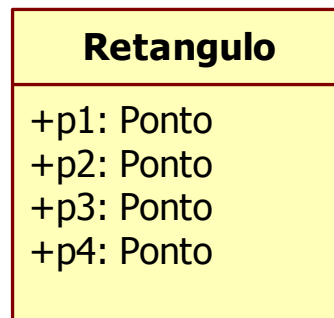 Retangulo
+p1: Ponto
+p2: Ponto
+p3: Ponto
+p4: Ponto